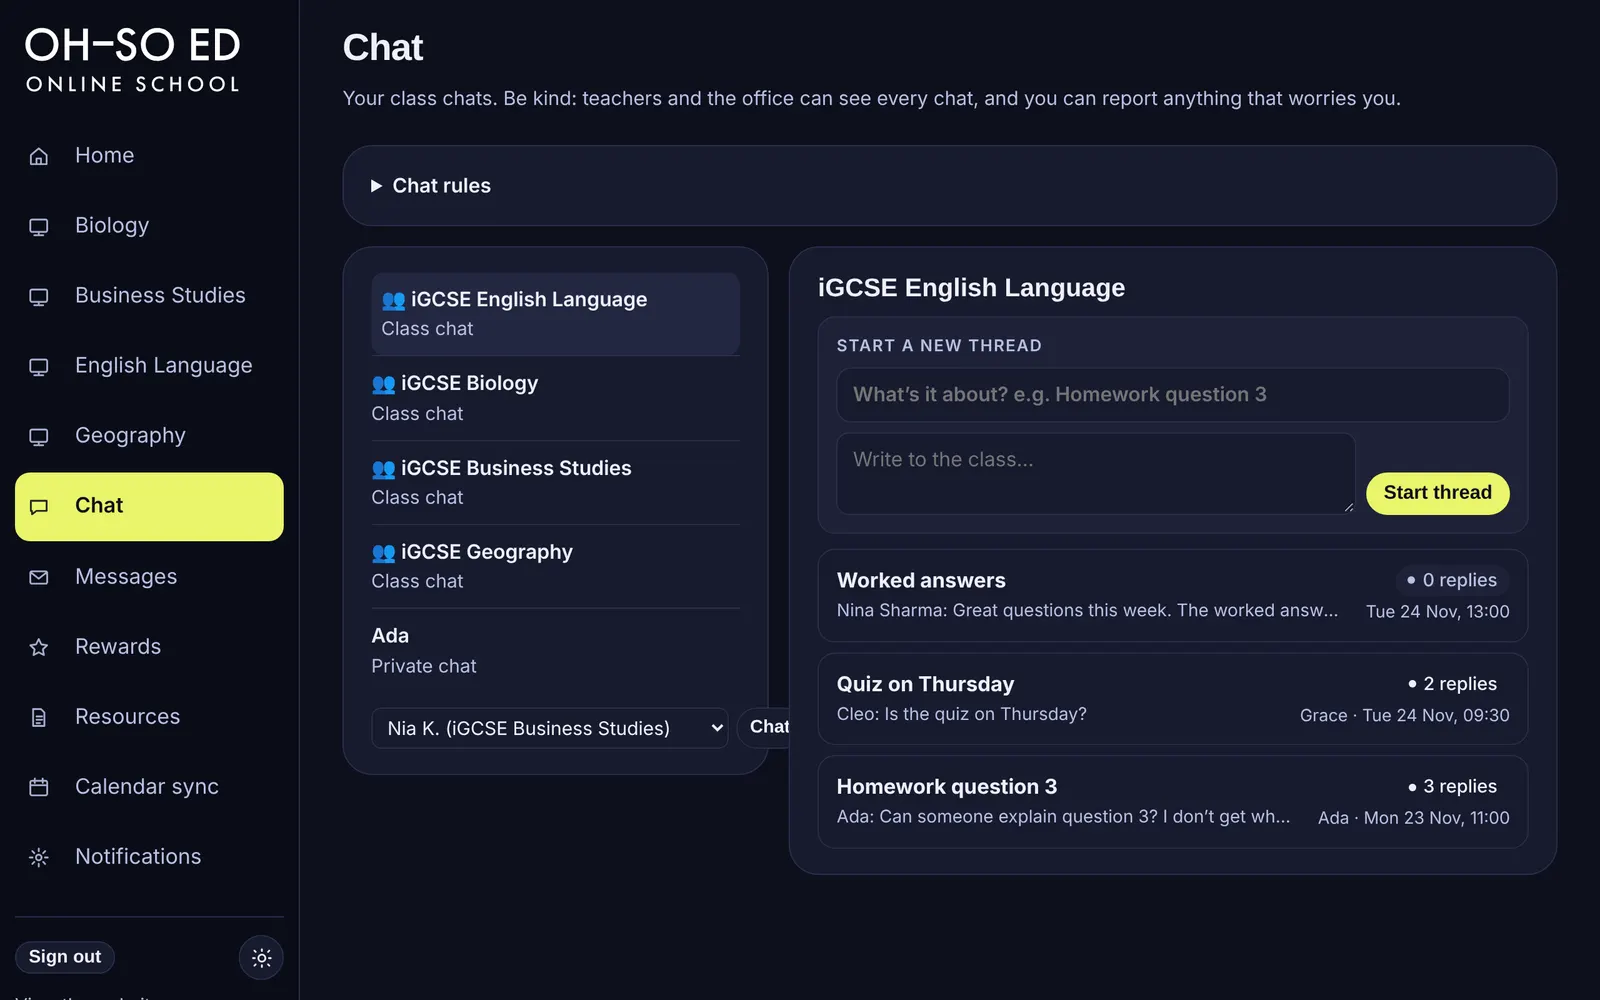 OH-SO ED
ONLINE SCHOOL
Home
Biology
Business Studies
English Language
Geography
Chat
Messages
Rewards
Resources
Calendar sync
Notifications
Sign out
Chat
Your class chats. Be kind: teachers and the office can see every chat, and you can report anything that worries you.
Chat rules
iGCSE English Language
Class chat
iGCSE Biology
Class chat
iGCSE Business Studies
Class chat
iGCSE Geography
Class chat
Ada
Private chat
Nia K. (iGCSE Business Studies)
Chat
iGCSE English Language
START A NEW THREAD
What's it about? e.g. Homework question 3
Write to the class...
Start thread
Worked answers
0 replies
Nina Sharma: Great questions this week. The worked answ...
Tue 24 Nov, 13:00
Quiz on Thursday
2 replies
Cleo: Is the quiz on Thursday?
Grace · Tue 24 Nov, 09:30
Homework question 3
3 replies
Ada: Can someone explain question 3? I don't get wh...
Ada · Mon 23 Nov, 11:00